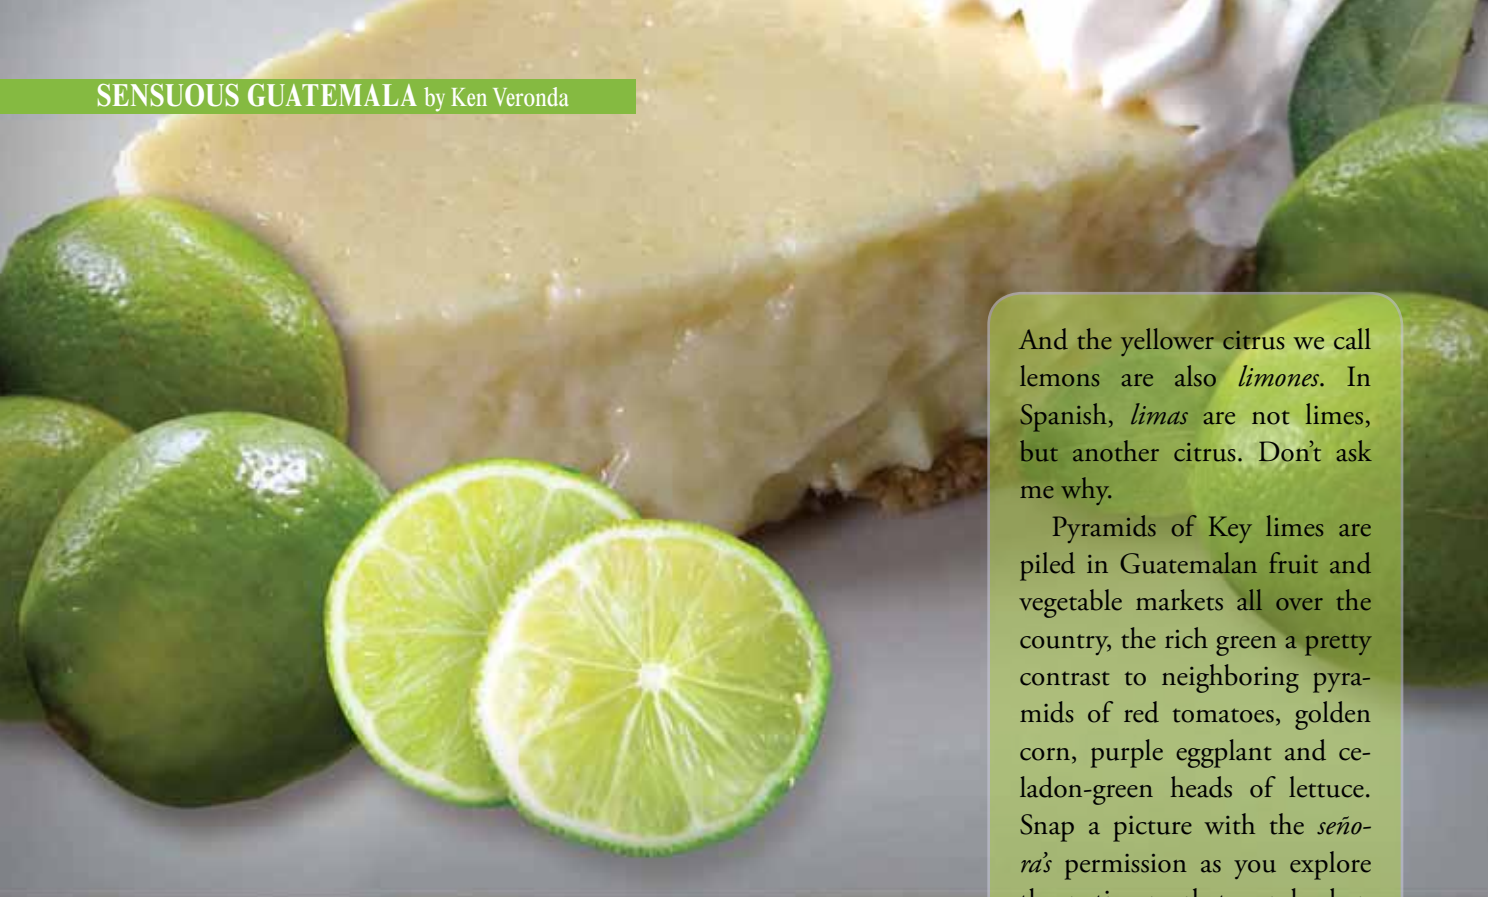 SENSUOUS GUATEMALA by Ken Veronda
And the yellower citrus we call
lemons are also limones. In
Spanish, limas are not limes,
but another citrus. Don't ask
me why.
Pyramids of Key limes are
piled in Guatemalan fruit and
vegetable markets all over the
country, the rich green a pretty
contrast to neighboring pyra-
mids of red tomatoes, golden
corn, purple eggplant and ce-
ladon-green heads of lettuce.
Snap a picture with the seño-
ra's permission as you explore